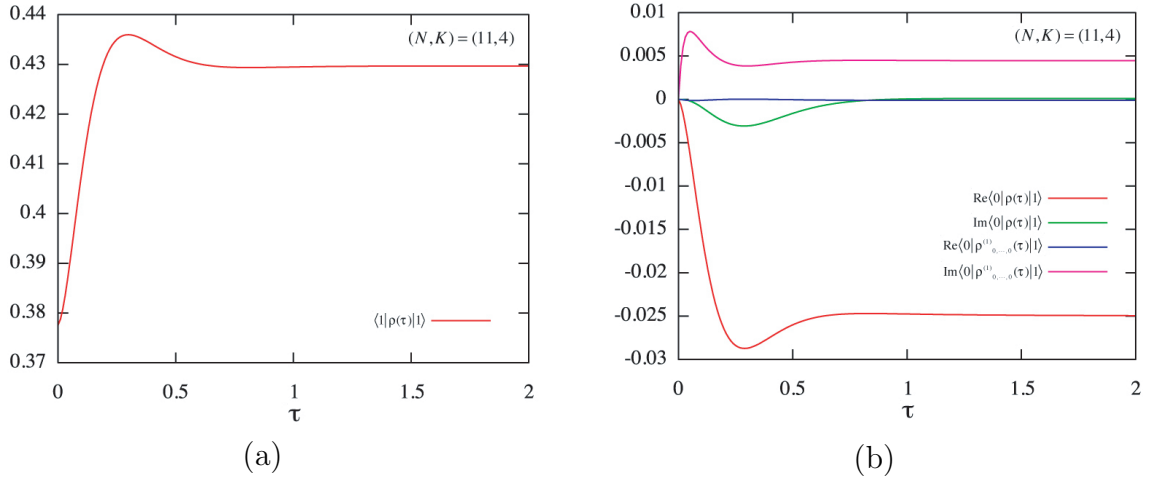 0.44
0.43
0.42
0.41
0.4
0.39
0.38
0.37
0 0.5 1 1.5 2
τ
(N,K)=(11,4)
⟨1|ρ(τ)|1⟩
(a)
0.01
0.005
0
-0.005
-0.01
-0.015
-0.02
-0.025
-0.03
0 0.5 1 1.5 2
τ
(N,K)=(11,4)
Re⟨0|ρ(τ)|1⟩
Im⟨0|ρ(τ)|1⟩
Re⟨0|ρ⁽¹⁾₀,...,₀(τ)|1⟩
Im⟨0|ρ⁽¹⁾₀,...,₀(τ)|1⟩
(b)